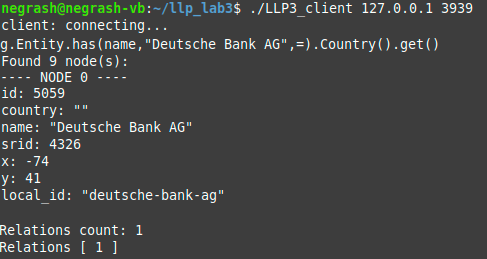 negrash@negrash-vb:~/llp_lab3$ ./LLP3_client 127.0.0.1 3939
client: connecting...
g.Entity.has(name,"Deutsche Bank AG",=).Country().get()
Found 9 node(s):
---- NODE 0 ----
id: 5059
country: ""
name: "Deutsche Bank AG"
srid: 4326
x: -74
y: 41
local_id: "deutsche-bank-ag"
Relations count: 1
Relations [ 1 ]